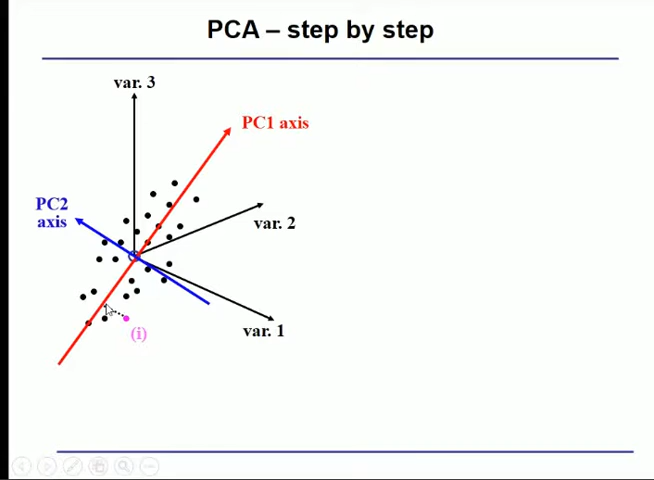 PCA – step by step
var. 3
PC1 axis
PC2
axis
var. 2
var. 1
(i)